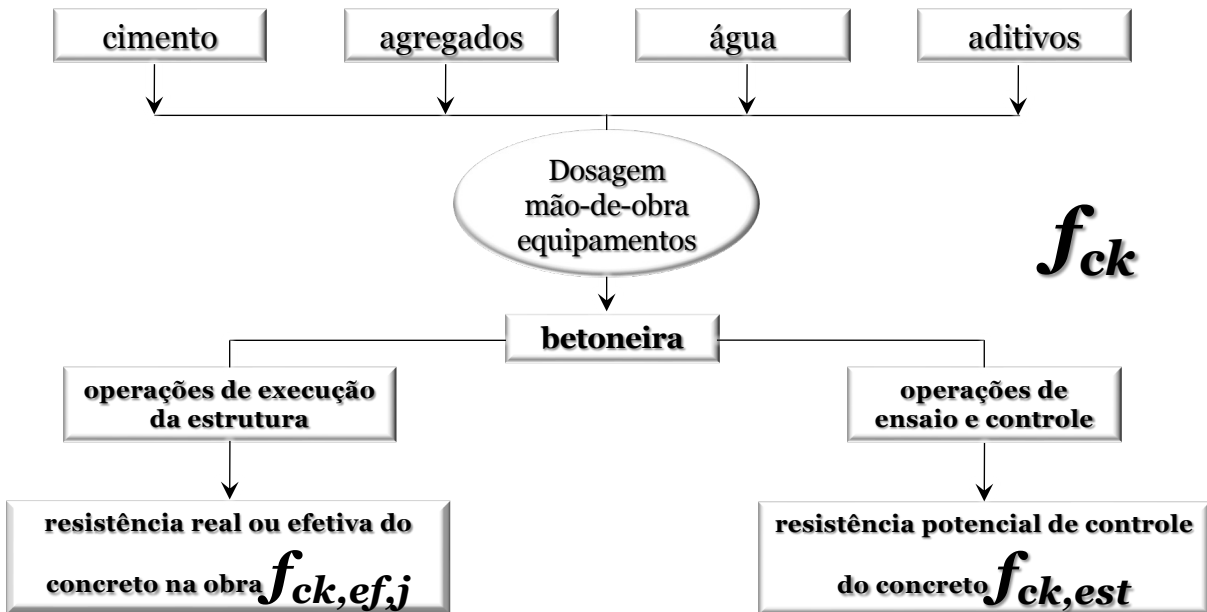 cimento
agregados
água
aditivos
Dosagem
mão-de-obra
equipamentos
fck
betoneira
operações de execução
da estrutura
operações de
ensaio e controle
resistência real ou efetiva do
concreto na obra fck,ef,j
resistência potencial de controle
do concreto fck,est